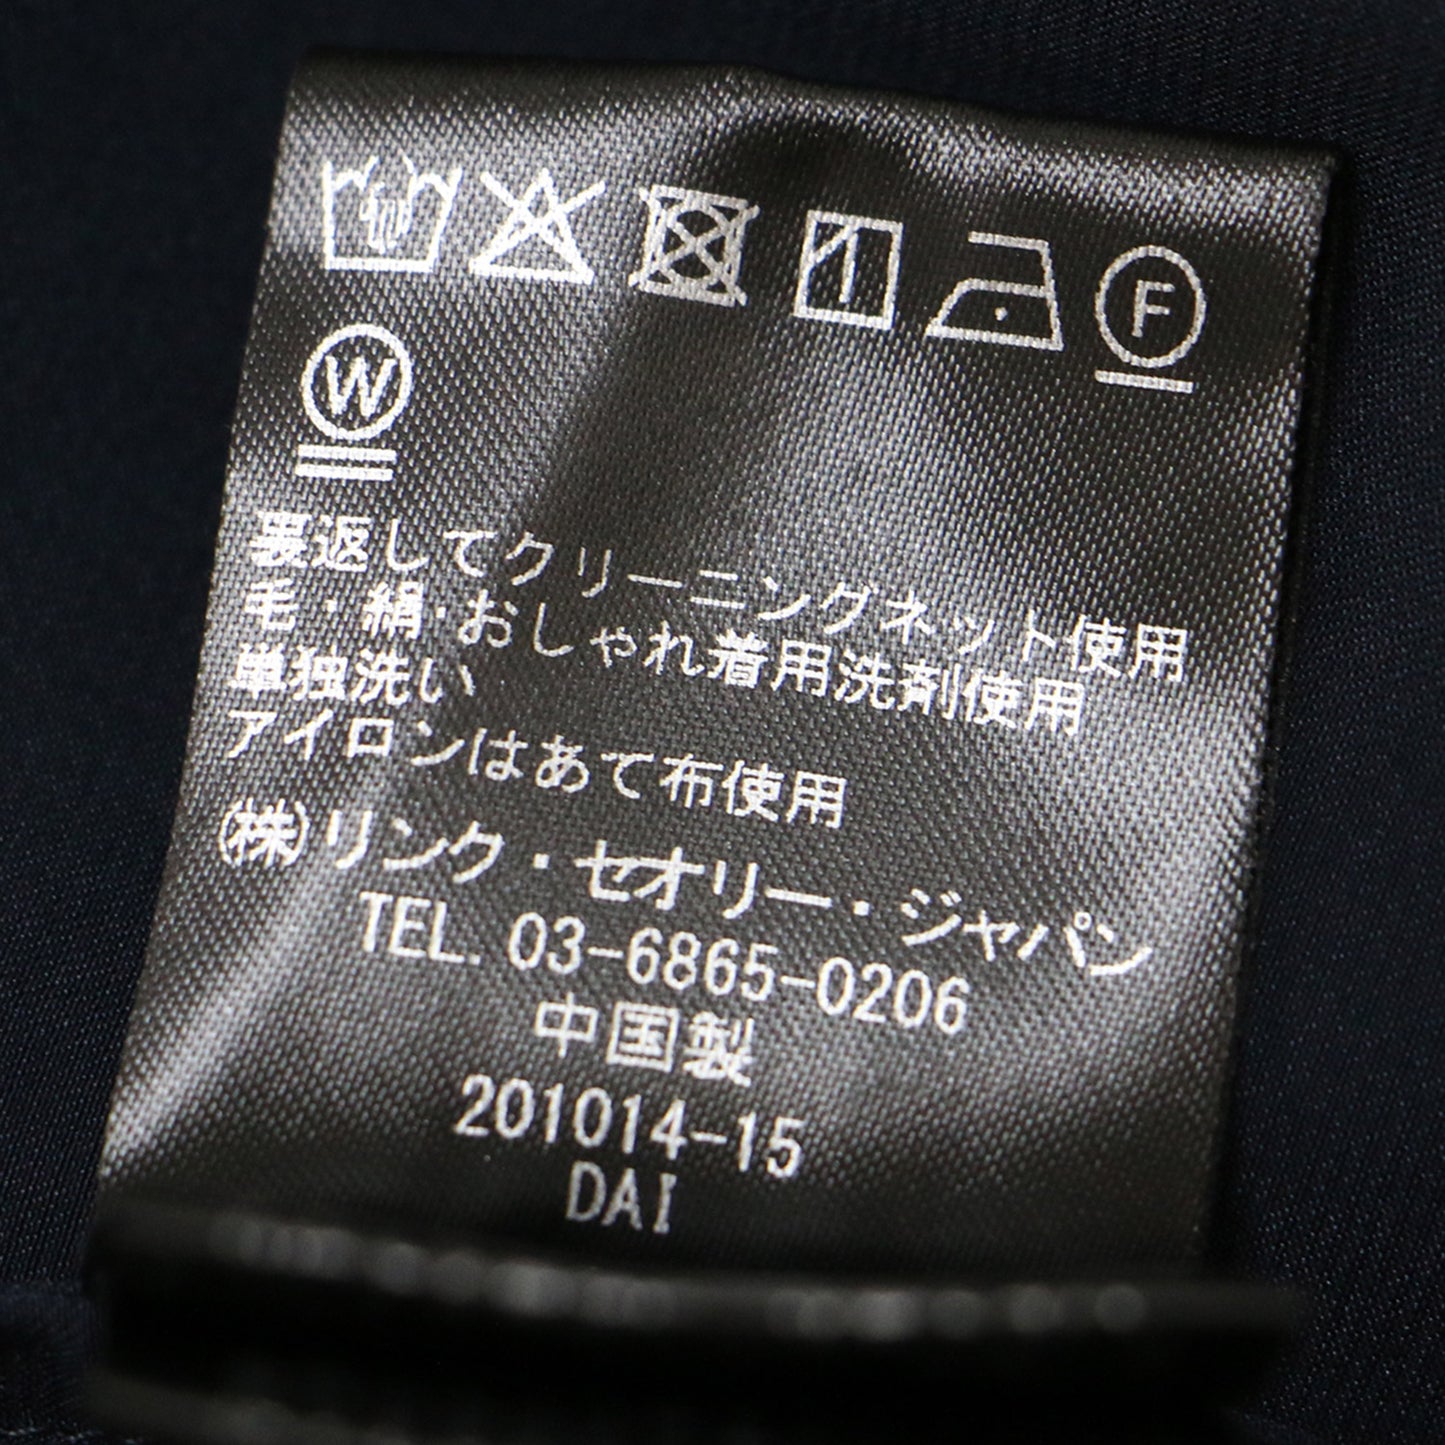 F
W
裏返してクリーニングネット使用
毛・絹・おしゃれ着用洗剤使用
単独洗い
アイロンはあて布使用
(株)リンク・セオリー・ジャパン
TEL. 03-6865-0206
中国製
201014-15
DAI